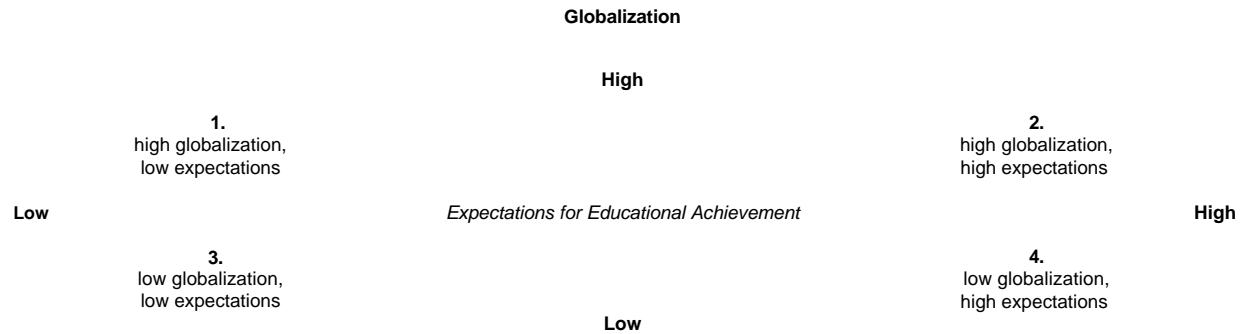 Globalization
High
1.
high globalization,
low expectations
2.
high globalization,
high expectations
Low
Expectations for Educational Achievement
High
3.
low globalization,
low expectations
4.
low globalization,
high expectations
Low